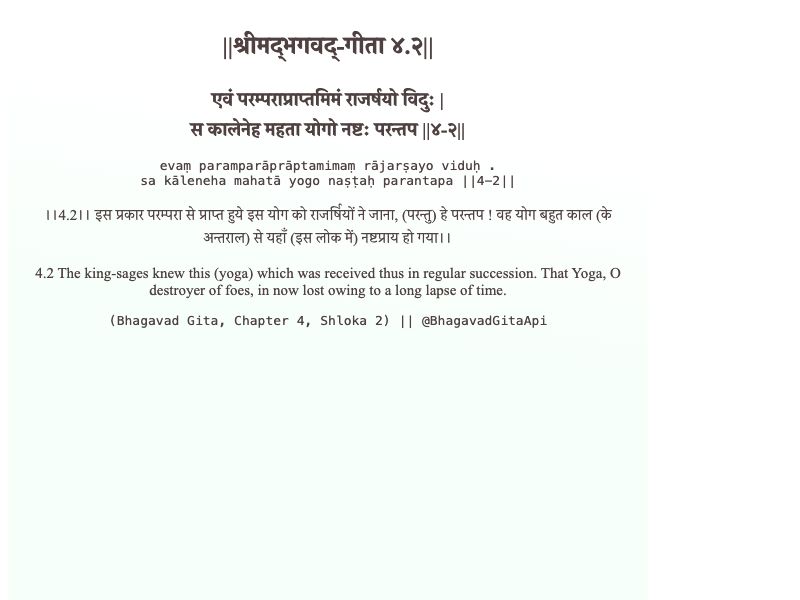 ||श्रीमद्‍भगवद्‍-गीता ४.२||
एवं परम्पराप्राप्तमिमं राजर्षयो विदुः |
स कालेनेह महता योगो नष्टः परन्तप ||४-२||
evaṃ paramparāprāptamimaṃ rājarṣayo viduḥ .
sa kāleneha mahatā yogo naṣṭaḥ parantapa ||4-2||
।।4.2।। इस प्रकार परम्परा से प्राप्त हुये इस योग को राजर्षियों ने जाना, (परन्तु) हे परन्तप ! वह योग बहुत काल (के
अन्तराल) से यहाँ (इस लोक में) नष्टप्राय हो गया।।
4.2 The king-sages knew this (yoga) which was received thus in regular succession. That Yoga, O
destroyer of foes, in now lost owing to a long lapse of time.
(Bhagavad Gita, Chapter 4, Shloka 2) || @BhagavadGitaApi